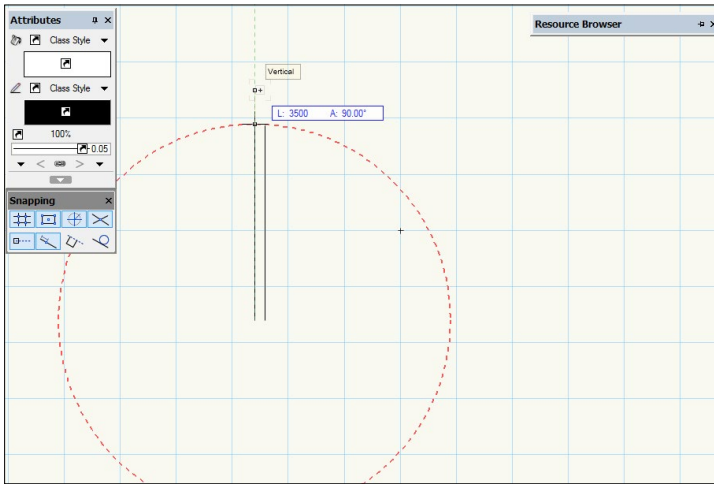 Attributes
Class Style
Class Style
100%
0.05
Snapping
Vertical
L: 3500 A: 90.00°
Resource Browser